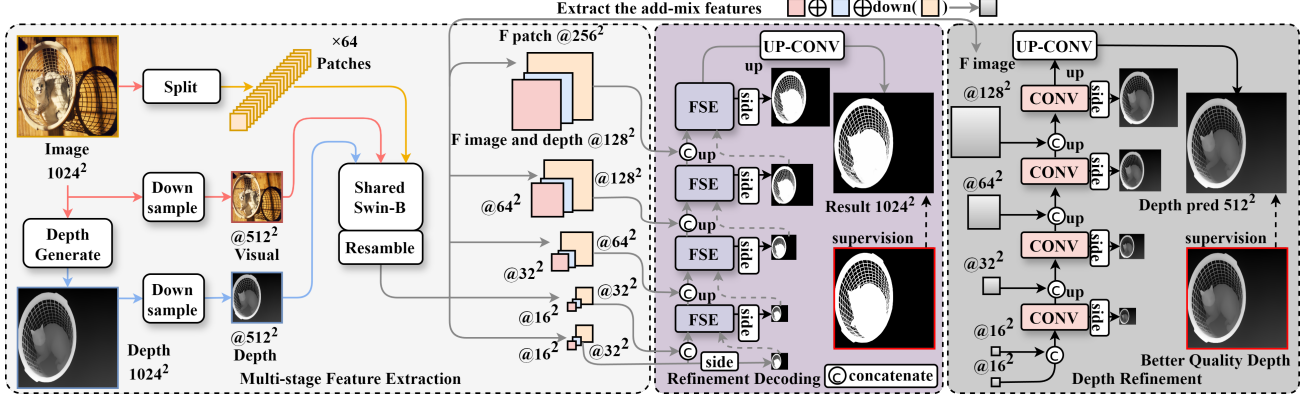 Extract the add-mix features
⊕ ⊕down( )
×64
Patches
Split
Image
1024²
Down
sample
@512²
Visual
Depth
Generate
Down
sample
@512²
Depth
Depth
1024²
Shared
Swin-B
Resamble
Multi-stage Feature Extraction
F patch @256²
F image and depth @128²
@128²
@64²
@64²
@32²
@32²
@16²
@16²
@32²
UP-CONV
up
FSE
side
C up
FSE
side
C up
FSE
side
C up
FSE
side
C
side
Result 1024²
supervision
Refinement Decoding
C concatenate
UP-CONV
F image
up
@128²
CONV
side
C
up
@64²
CONV
side
C
up
@32²
CONV
side
C
up
@16²
CONV
side
@16²
C
Depth pred 512²
supervision
Better Quality Depth
Depth Refinement